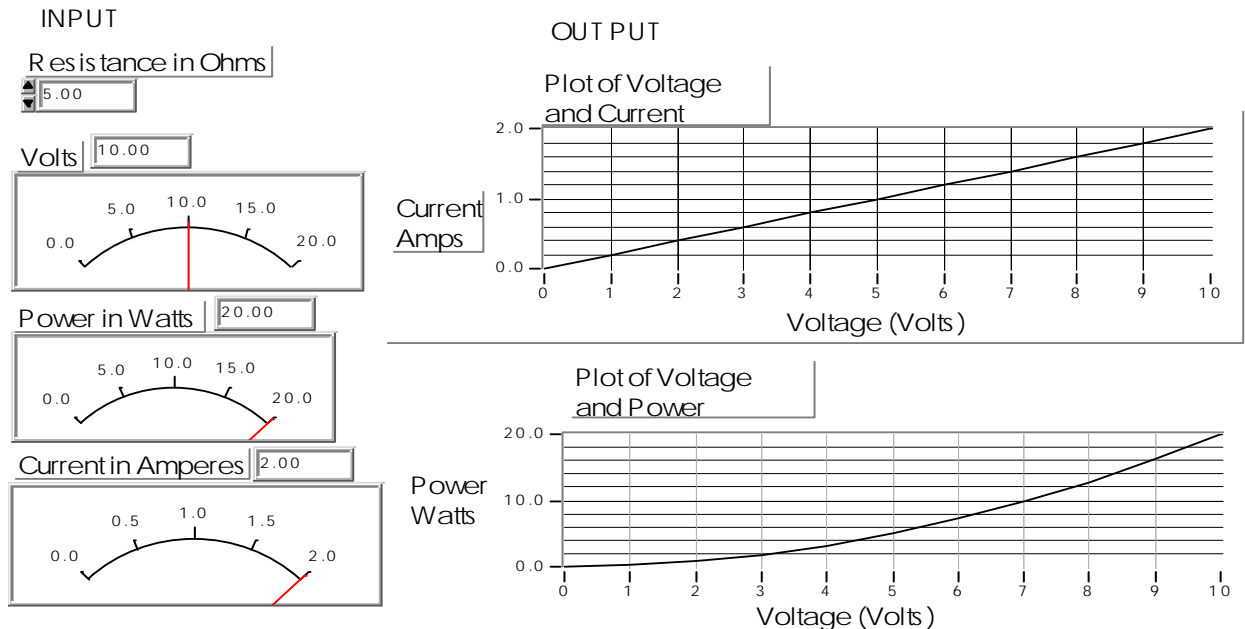 INPUT
Resistance in Ohms
5.00
Volts 10.00
0.0 5.0 10.0 15.0 20.0
Power in Watts 20.00
0.0 5.0 10.0 15.0 20.0
Current in Amperes 2.00
0.0 0.5 1.0 1.5 2.0
OUTPUT
Plot of Voltage
and Current
2.0
1.0
0.0
Current
Amps
0 1 2 3 4 5 6 7 8 9 10
Voltage (Volts)
Plot of Voltage
and Power
20.0
10.0
0.0
Power
Watts
0 1 2 3 4 5 6 7 8 9 10
Voltage (Volts)